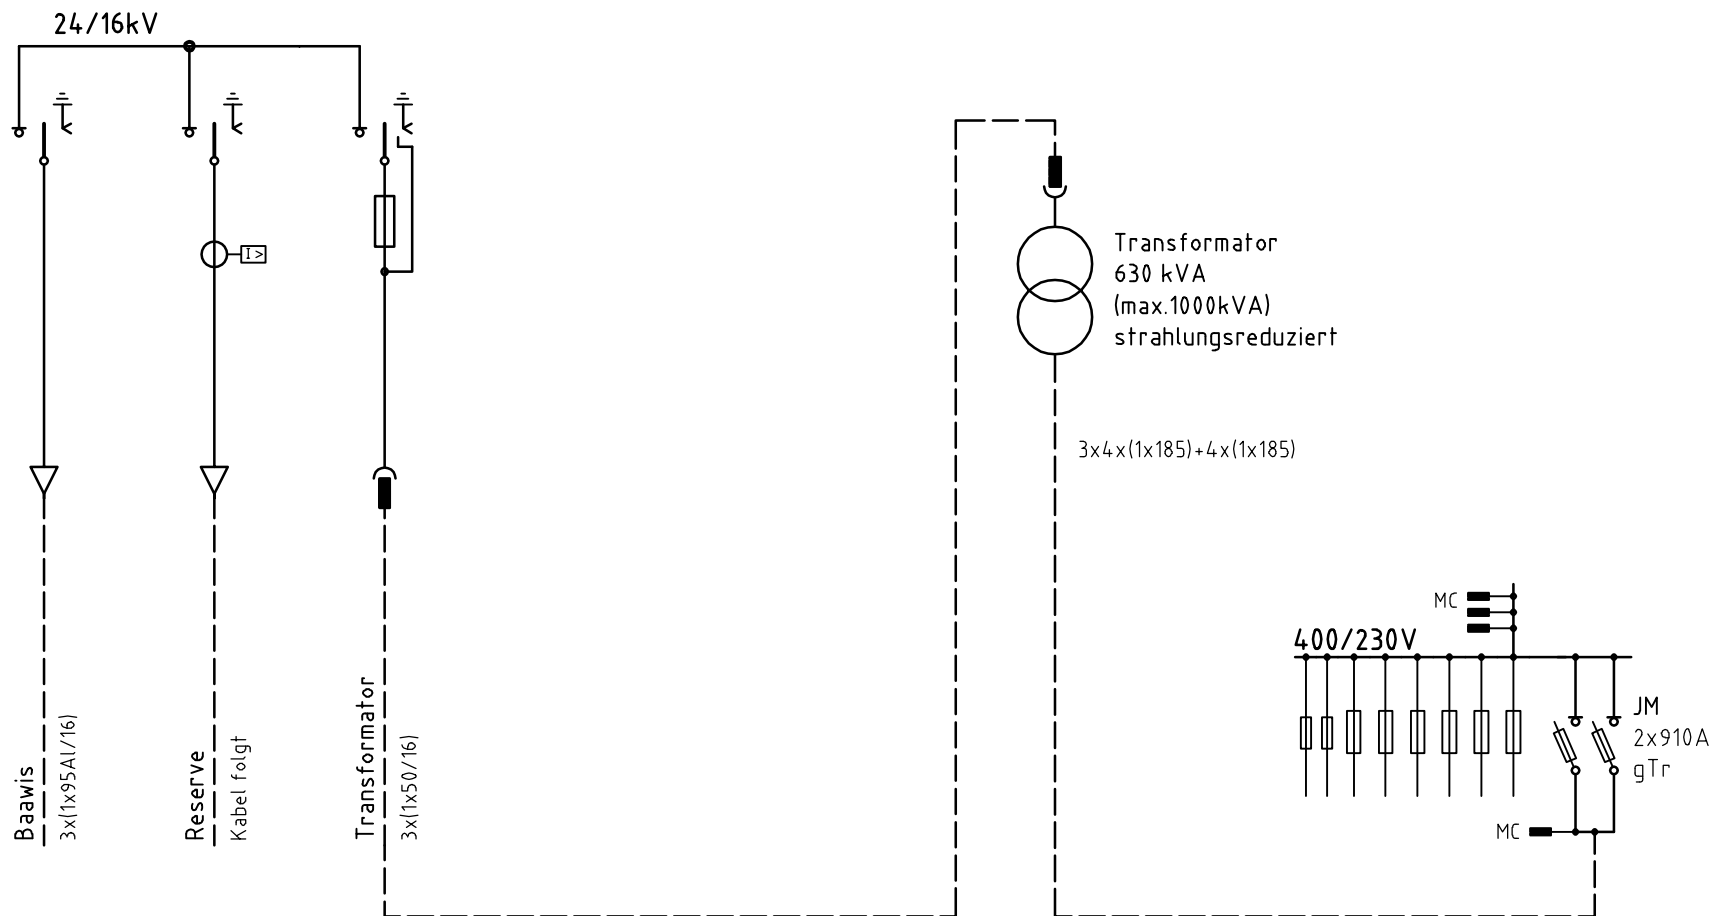 24/16kV
I>
Transformator
630 kVA
(max.1000kVA)
strahlungsreduziert
3x4x(1x185)+4x(1x185)
MC
400/230V
JM
2x910A
gTr
MC
Baawis
3x(1x95Al/16)
Reserve
Kabel folgt
Transformator
3x(1x50/16)